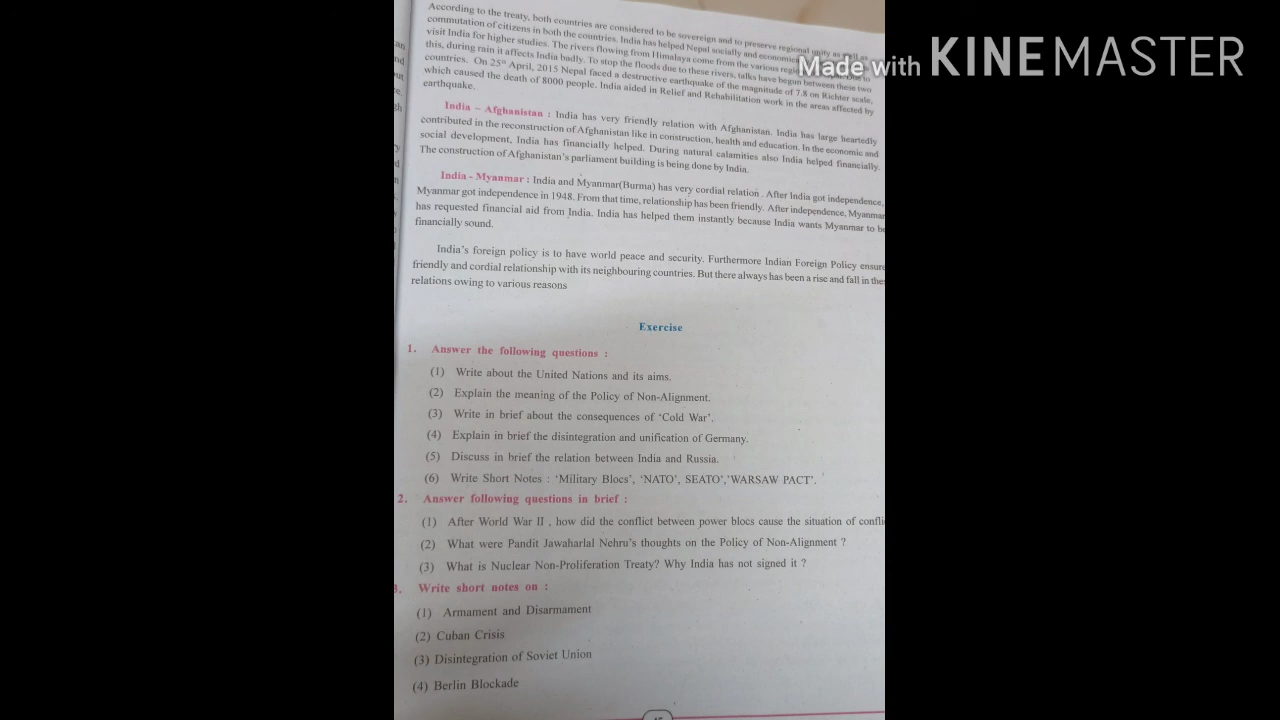 According to the treaty, both countries are considered to be sovereign and to preserve regional unity as well as
commutation of citizens in both the countries. India has helped Nepal socially and economic
visit India for higher studies. The rivers flowing from Himalaya come from the various regi
this, during rain it affects India badly. To stop the floods due to these rivers, talks have begun between these two
countries. On 25th April, 2015 Nepal faced a destructive earthquake of the magnitude of 7.8 on Richter scale,
which caused the death of 8000 people. India aided in Relief and Rehabilitation work in the areas affected by
earthquake.
Made with KINEMASTER
India – Afghanistan : India has very friendly relation with Afghanistan. India has large heartedly
contributed in the reconstruction of Afghanistan like in construction, health and education. In the economic and
social development, India has financially helped. During natural calamities also India helped financially.
The construction of Afghanistan's parliament building is being done by India.
India - Myanmar : India and Myanmar(Burma) has very cordial relation . After India got independence,
Myanmar got independence in 1948. From that time, relationship has been friendly. After independence, Myanmar
has requested financial aid from India. India has helped them instantly because India wants Myanmar to be
financially sound.
India's foreign policy is to have world peace and security. Furthermore Indian Foreign Policy ensure
friendly and cordial relationship with its neighbouring countries. But there always has been a rise and fall in the
relations owing to various reasons
Exercise
1. Answer the following questions :
(1) Write about the United Nations and its aims.
(2) Explain the meaning of the Policy of Non-Alignment.
(3) Write in brief about the consequences of 'Cold War'.
(4) Explain in brief the disintegration and unification of Germany.
(5) Discuss in brief the relation between India and Russia.
(6) Write Short Notes : 'Military Blocs', 'NATO', SEATO','WARSAW PACT'.
2. Answer following questions in brief :
(1) After World War II , how did the conflict between power blocs cause the situation of confli
(2) What were Pandit Jawaharlal Nehru's thoughts on the Policy of Non-Alignment ?
(3) What is Nuclear Non-Proliferation Treaty? Why India has not signed it ?
3. Write short notes on :
(1) Armament and Disarmament
(2) Cuban Crisis
(3) Disintegration of Soviet Union
(4) Berlin Blockade